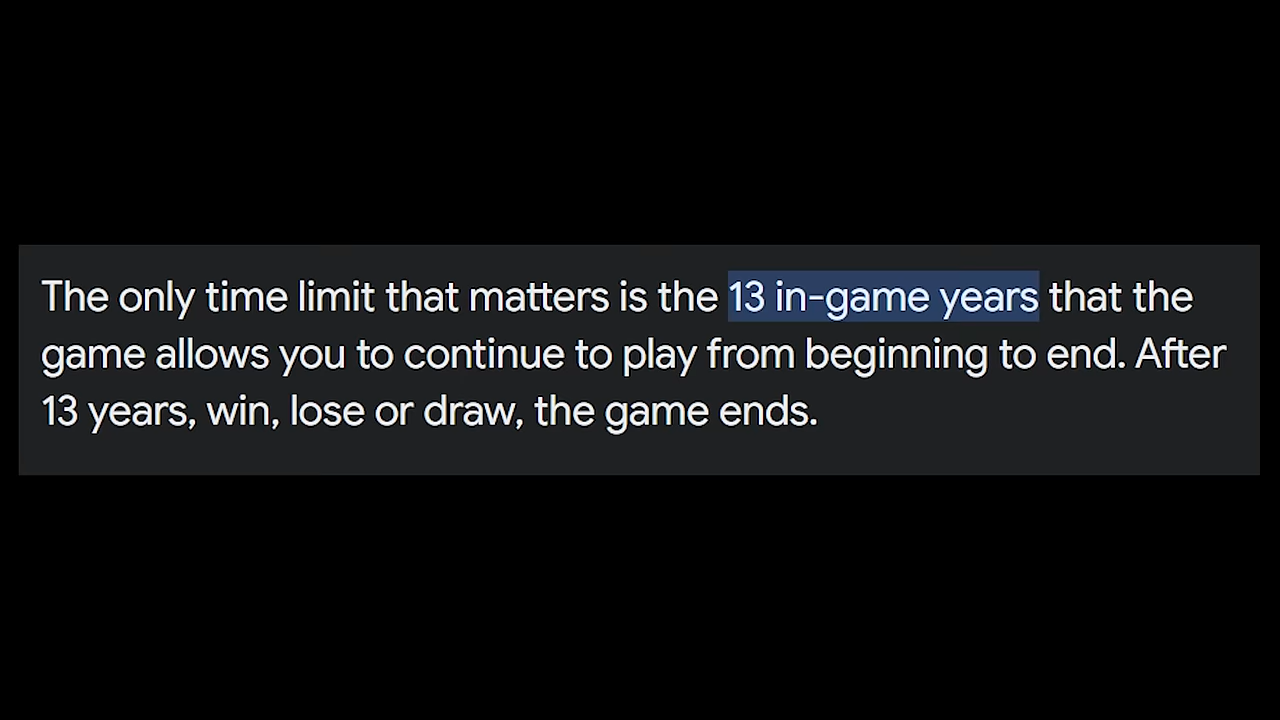 The only time limit that matters is the 13 in-game years that the
game allows you to continue to play from beginning to end. After
13 years, win, lose or draw, the game ends.